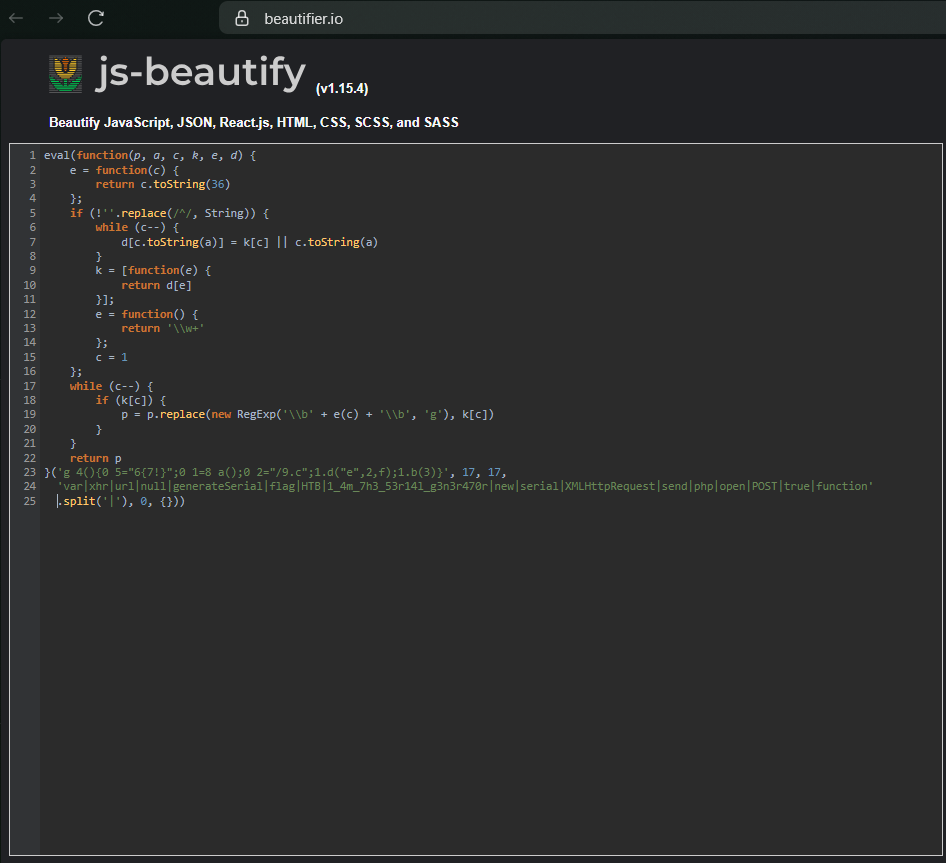 beautifier.io
js-beautify (v1.15.4)
Beautify JavaScript, JSON, React.js, HTML, CSS, SCSS, and SASS
1 eval(function(p, a, c, k, e, d) {
2     e = function(c) {
3         return c.toString(36)
4     };
5     if (!''.replace(/^/, String)) {
6         while (c--) {
7             d[c.toString(a)] = k[c] || c.toString(a)
8         }
9         k = [function(e) {
10             return d[e]
11         }];
12         e = function() {
13             return '\\w+'
14         };
15         c = 1
16     };
17     while (c--) {
18         if (k[c]) {
19             p = p.replace(new RegExp('\\b' + e(c) + '\\b', 'g'), k[c])
20         }
21     }
22     return p
23 }('g 4(){0 5="6{7!}";0 1=8 a();0 2="/9.c";1.d("e",2,f);1.b(3)}', 17, 17,
24   'var|xhr|url|null|generateSerial|flag|HTB|1_4m_7h3_53r14l_g3n3r470r|new|serial|XMLHttpRequest|send|php|open|POST|true|function'
25   .split('|'), 0, {}))